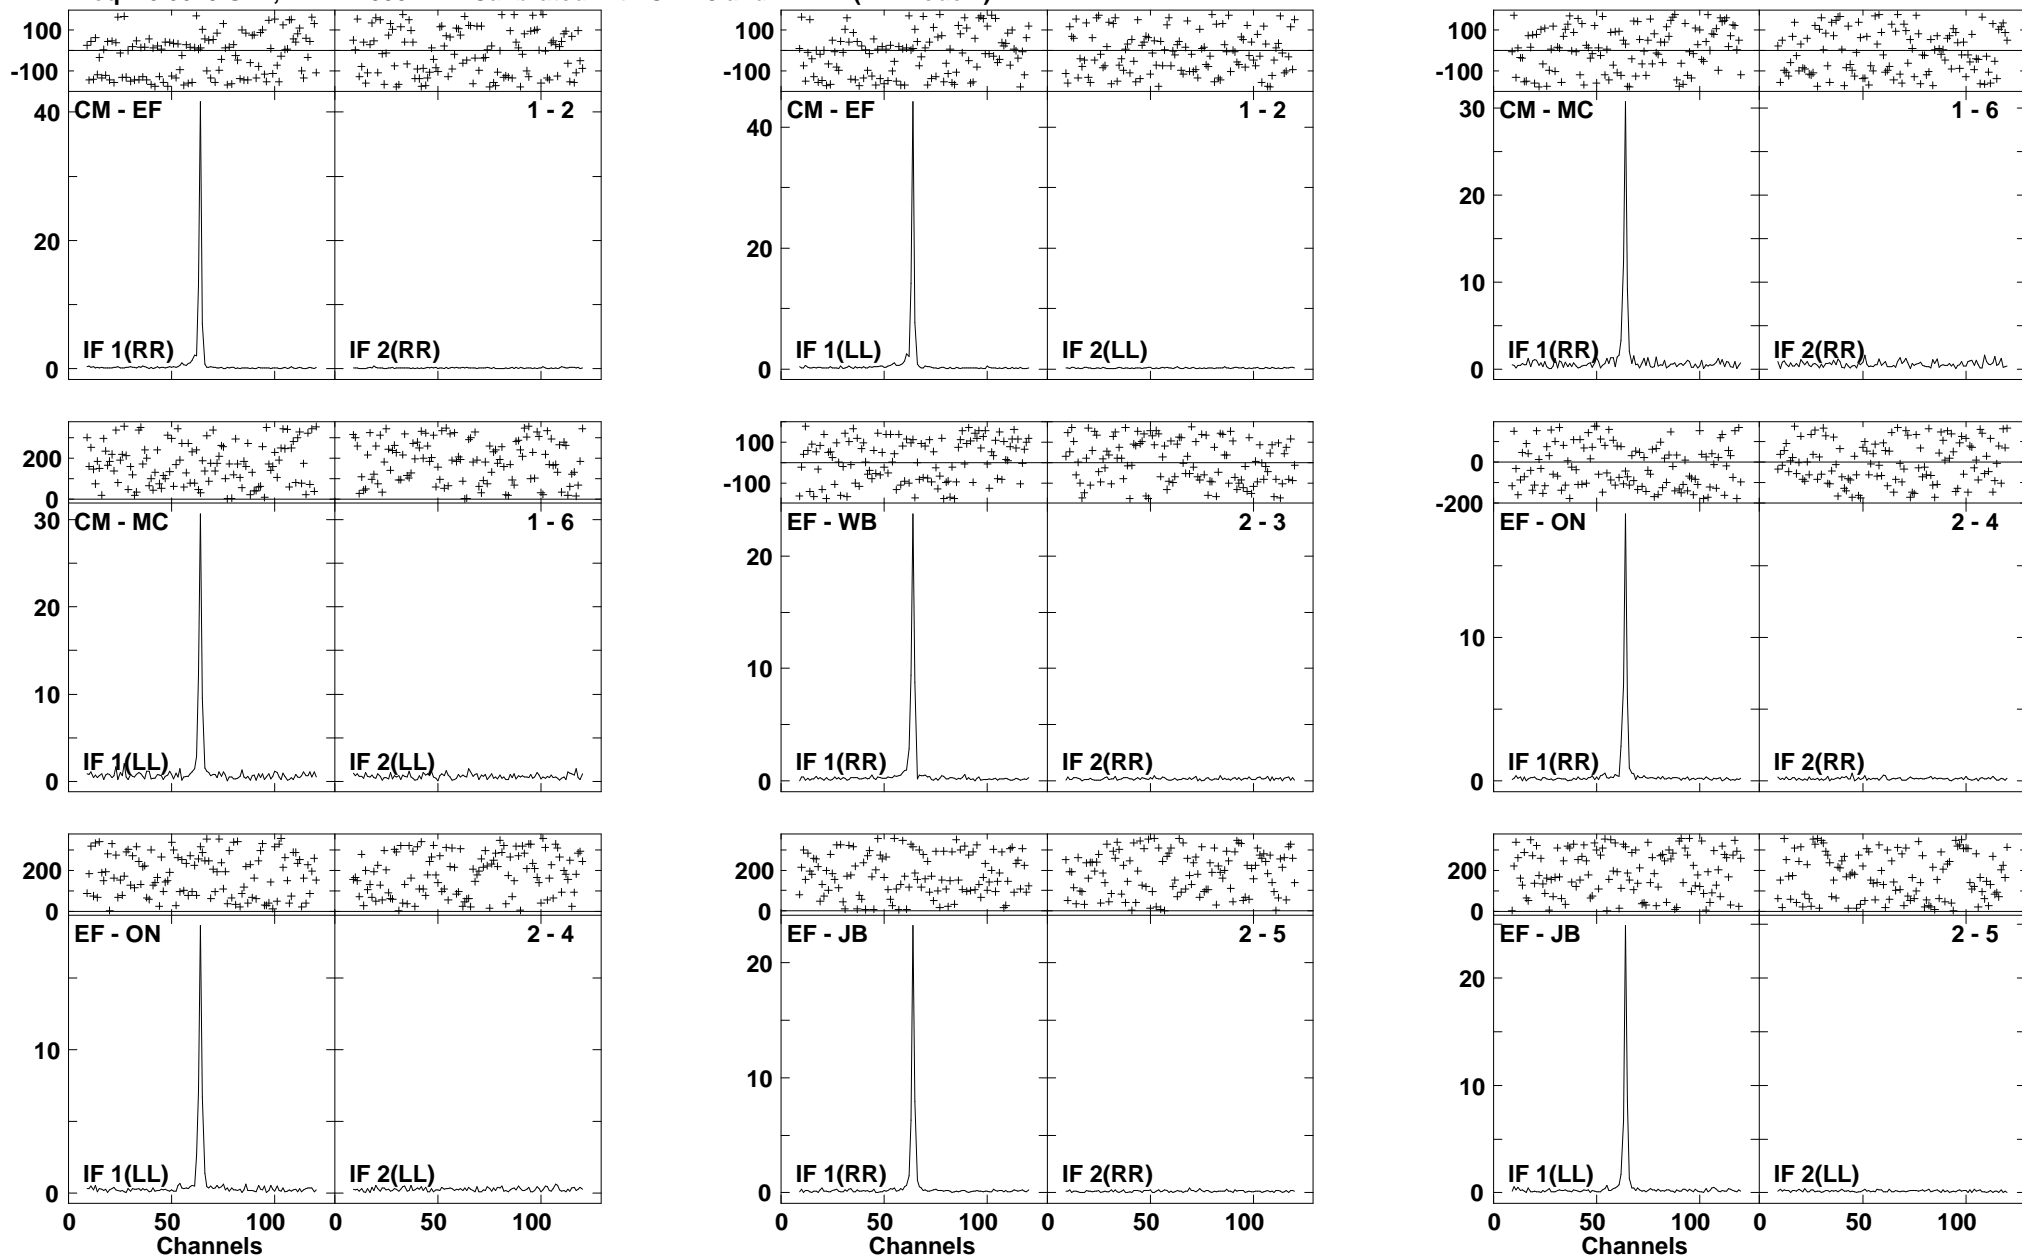 100
-100
CM - EF
1 - 2
40
20
0
IF 1(RR)
IF 2(RR)
100
-100
CM - EF
1 - 2
40
20
0
IF 1(LL)
IF 2(LL)
100
-100
CM - MC
1 - 6
30
20
10
0
IF 1(RR)
IF 2(RR)
200
0
CM - MC
1 - 6
30
20
10
0
IF 1(LL)
IF 2(LL)
100
-100
EF - WB
2 - 3
20
10
0
IF 1(RR)
IF 2(RR)
0
-200
EF - ON
2 - 4
10
0
IF 1(RR)
IF 2(RR)
200
0
EF - ON
2 - 4
10
0
IF 1(LL)
IF 2(LL)
0 50 100 0 50 100
Channels
200
0
EF - JB
2 - 5
20
10
0
IF 1(RR)
IF 2(RR)
0 50 100 0 50 100
Channels
200
0
EF - JB
2 - 5
20
10
0
IF 1(LL)
IF 2(LL)
0 50 100 0 50 100
Channels